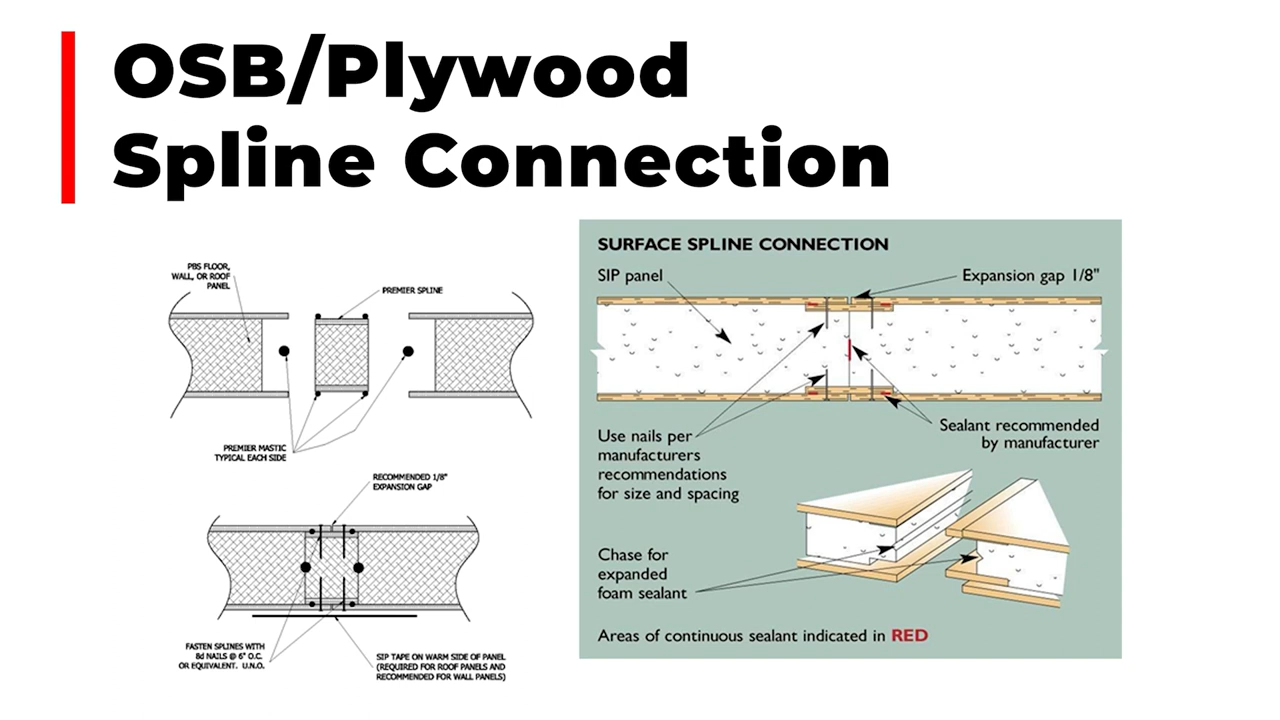 OSB/Plywood
Spline Connection
PBS FLOOR,
WALL, OR ROOF
PANEL
PREMIER SPLINE
PREMIER MASTIC
TYPICAL EACH SIDE
RECOMMENDED 1/8"
EXPANSION GAP
FASTEN SPLINES WITH
8d NAILS @ 6" O.C.
OR EQUIVALENT. U.N.O.
SIP TAPE ON WARM SIDE OF PANEL
(REQUIRED FOR ROOF PANELS AND
RECOMMENDED FOR WALL PANELS)
SURFACE SPLINE CONNECTION
SIP panel
Expansion gap 1/8"
Use nails per
manufacturers
recommendations
for size and spacing
Sealant recommended
by manufacturer
Chase for
expanded
foam sealant
Areas of continuous sealant indicated in RED